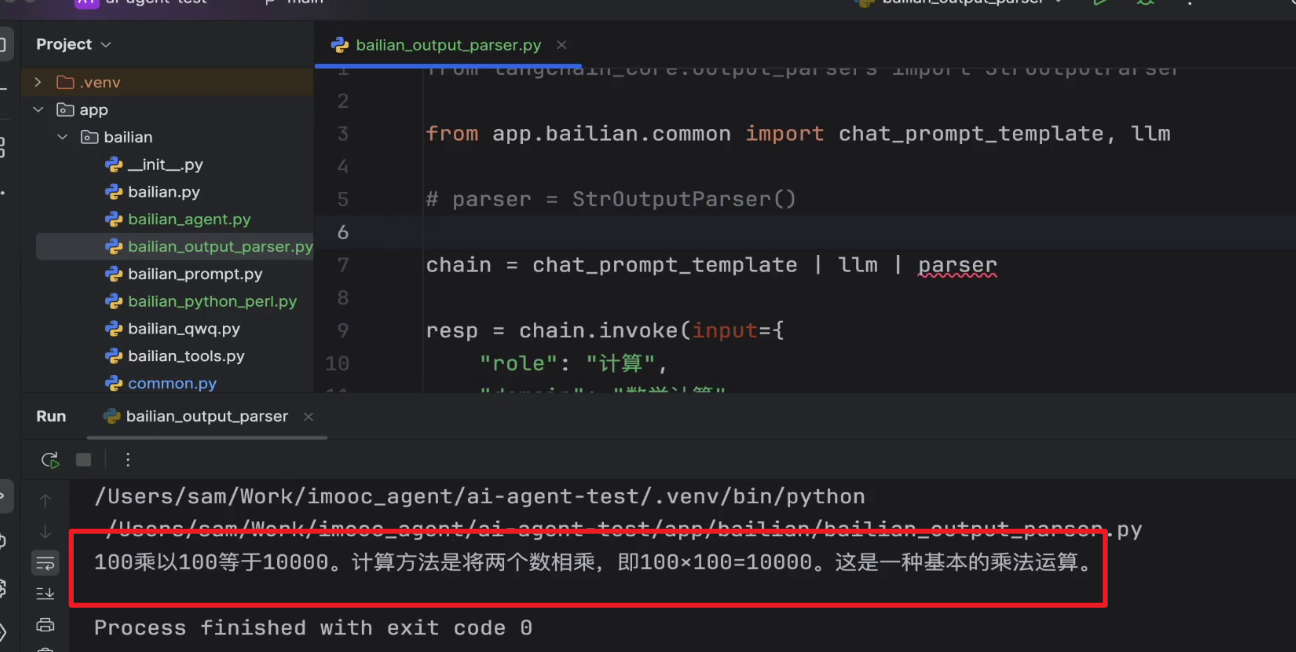 ai-agent-test
main
bailian_output_parser
Project
bailian_output_parser.py
.venv
app
bailian
__init__.py
bailian.py
bailian_agent.py
bailian_output_parser.py
bailian_prompt.py
bailian_python_perl.py
bailian_qwq.py
bailian_tools.py
common.py
1 from langchain_core.output_parsers import StrOutputParser
2
3 from app.bailian.common import chat_prompt_template, llm
4
5 # parser = StrOutputParser()
6
7 chain = chat_prompt_template | llm | parser
8
9 resp = chain.invoke(input={
10 "role": "计算",
11 "domain": "数学计算"
Run
bailian_output_parser
/Users/sam/Work/imooc_agent/ai-agent-test/.venv/bin/python
/Users/sam/Work/imooc_agent/ai-agent-test/app/bailian/bailian_output_parser.py
100乘以100等于10000。计算方法是将两个数相乘，即100×100=10000。这是一种基本的乘法运算。
Process finished with exit code 0